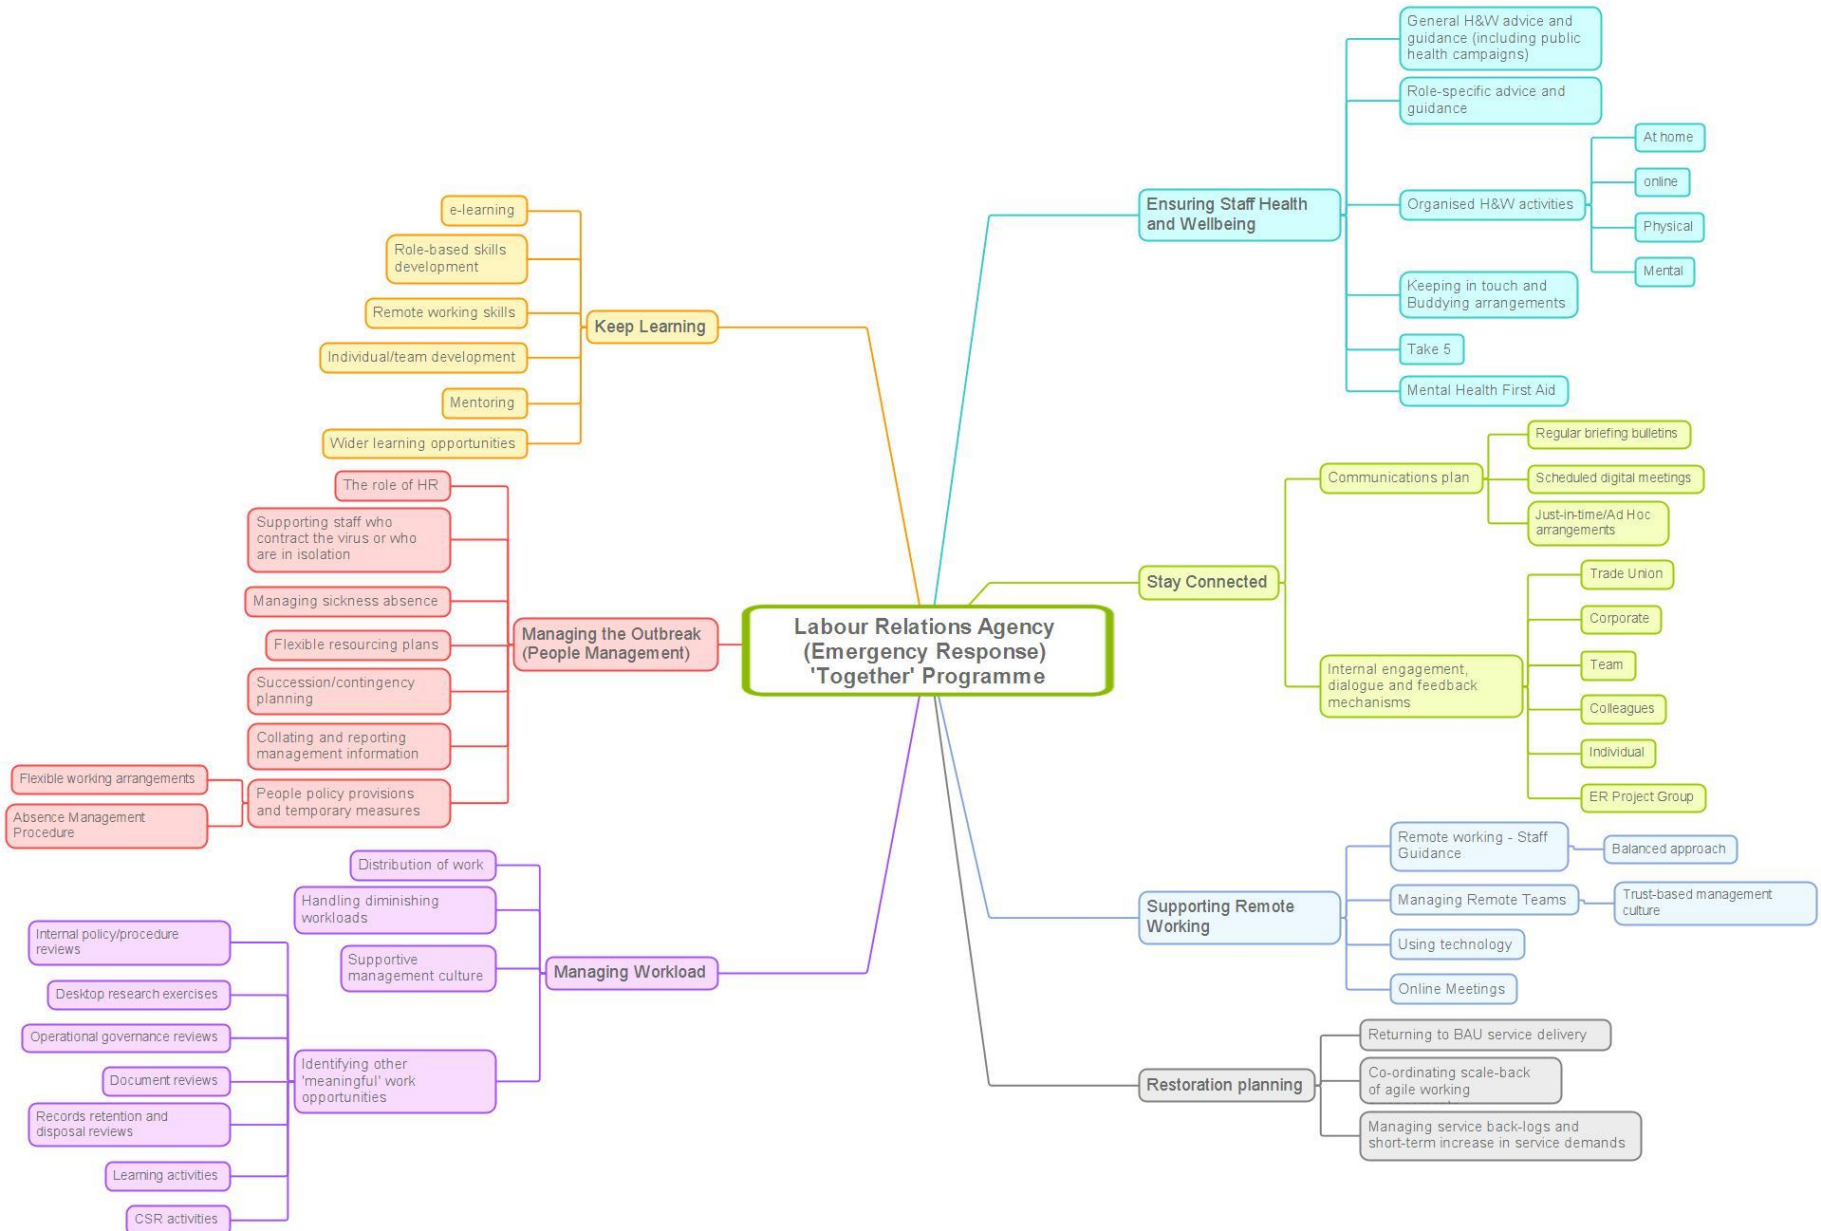 Labour Relations Agency
(Emergency Response)
'Together' Programme
Ensuring Staff Health
and Wellbeing
General H&W advice and
guidance (including public
health campaigns)
Role-specific advice and
guidance
Organised H&W activities
At home
online
Physical
Mental
Keeping in touch and
Buddying arrangements
Take 5
Mental Health First Aid
Stay Connected
Communications plan
Regular briefing bulletins
Scheduled digital meetings
Just-in-time/Ad Hoc
arrangements
Internal engagement,
dialogue and feedback
mechanisms
Trade Union
Corporate
Team
Colleagues
Individual
ER Project Group
Supporting Remote
Working
Remote working - Staff
Guidance
Balanced approach
Managing Remote Teams
Trust-based management
culture
Using technology
Online Meetings
Restoration planning
Returning to BAU service delivery
Co-ordinating scale-back
of agile working
Managing service back-logs and
short-term increase in service demands
Keep Learning
e-learning
Role-based skills
development
Remote working skills
Individual/team development
Mentoring
Wider learning opportunities
Managing the Outbreak
(People Management)
The role of HR
Supporting staff who
contract the virus or who
are in isolation
Managing sickness absence
Flexible resourcing plans
Succession/contingency
planning
Collating and reporting
management information
People policy provisions
and temporary measures
Flexible working arrangements
Absence Management
Procedure
Managing Workload
Distribution of work
Handling diminishing
workloads
Supportive
management culture
Identifying other
'meaningful' work
opportunities
Internal policy/procedure
reviews
Desktop research exercises
Operational governance reviews
Document reviews
Records retention and
disposal reviews
Learning activities
CSR activities